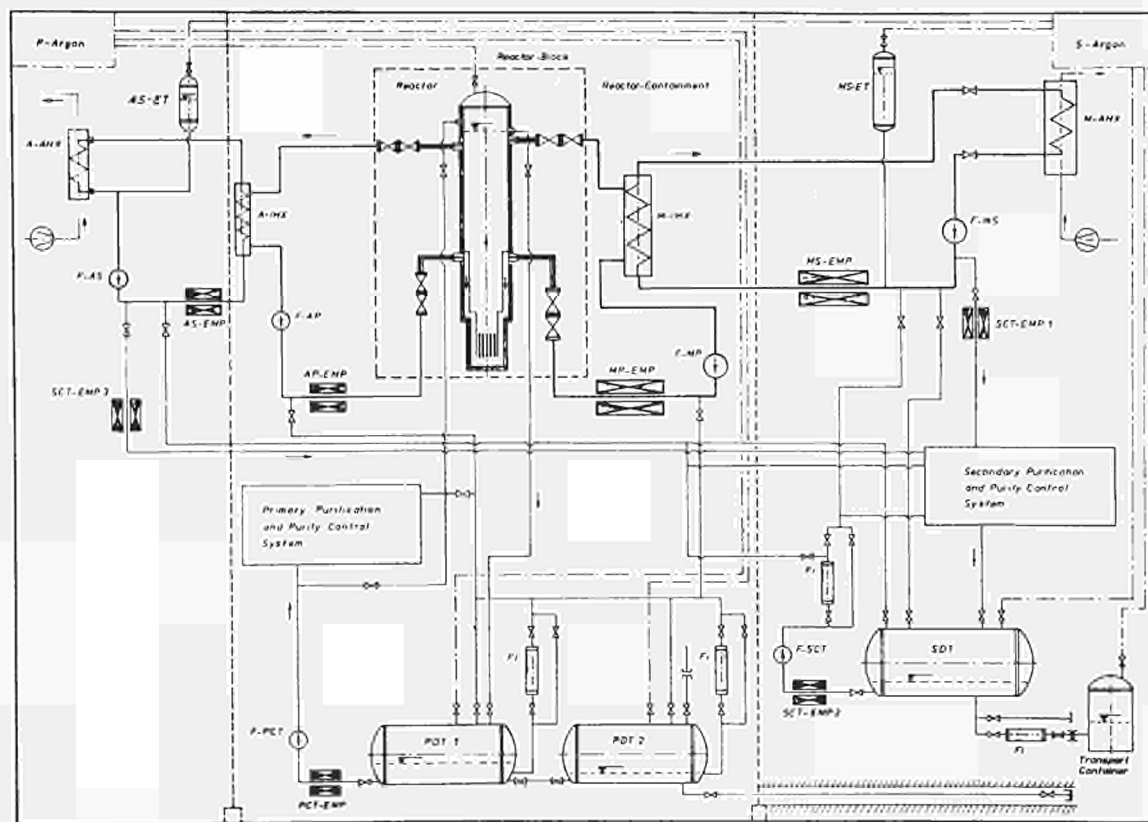 P-Argon
S-Argon
Reactor-Block
Reactor
Reactor-Containment
AS-ET
MS-ET
A-AHX
M-AHX
A-IHX
M-IHX
F-MS
F-AS
MS-EMP
AS-EMP
F-AP
SCT-EMP 1
F-MP
AP-EMP
MP-EMP
SCT-EMP 3
Secondary Purification
and Purity Control
System
Primary Purification
and Purity Control
System
Fi
F-SCT
SDT
Fi
Fi
SCT-EMP2
F-PCT
PDT 1
PDT 2
Fi
Transport
Container
PCT-EMP